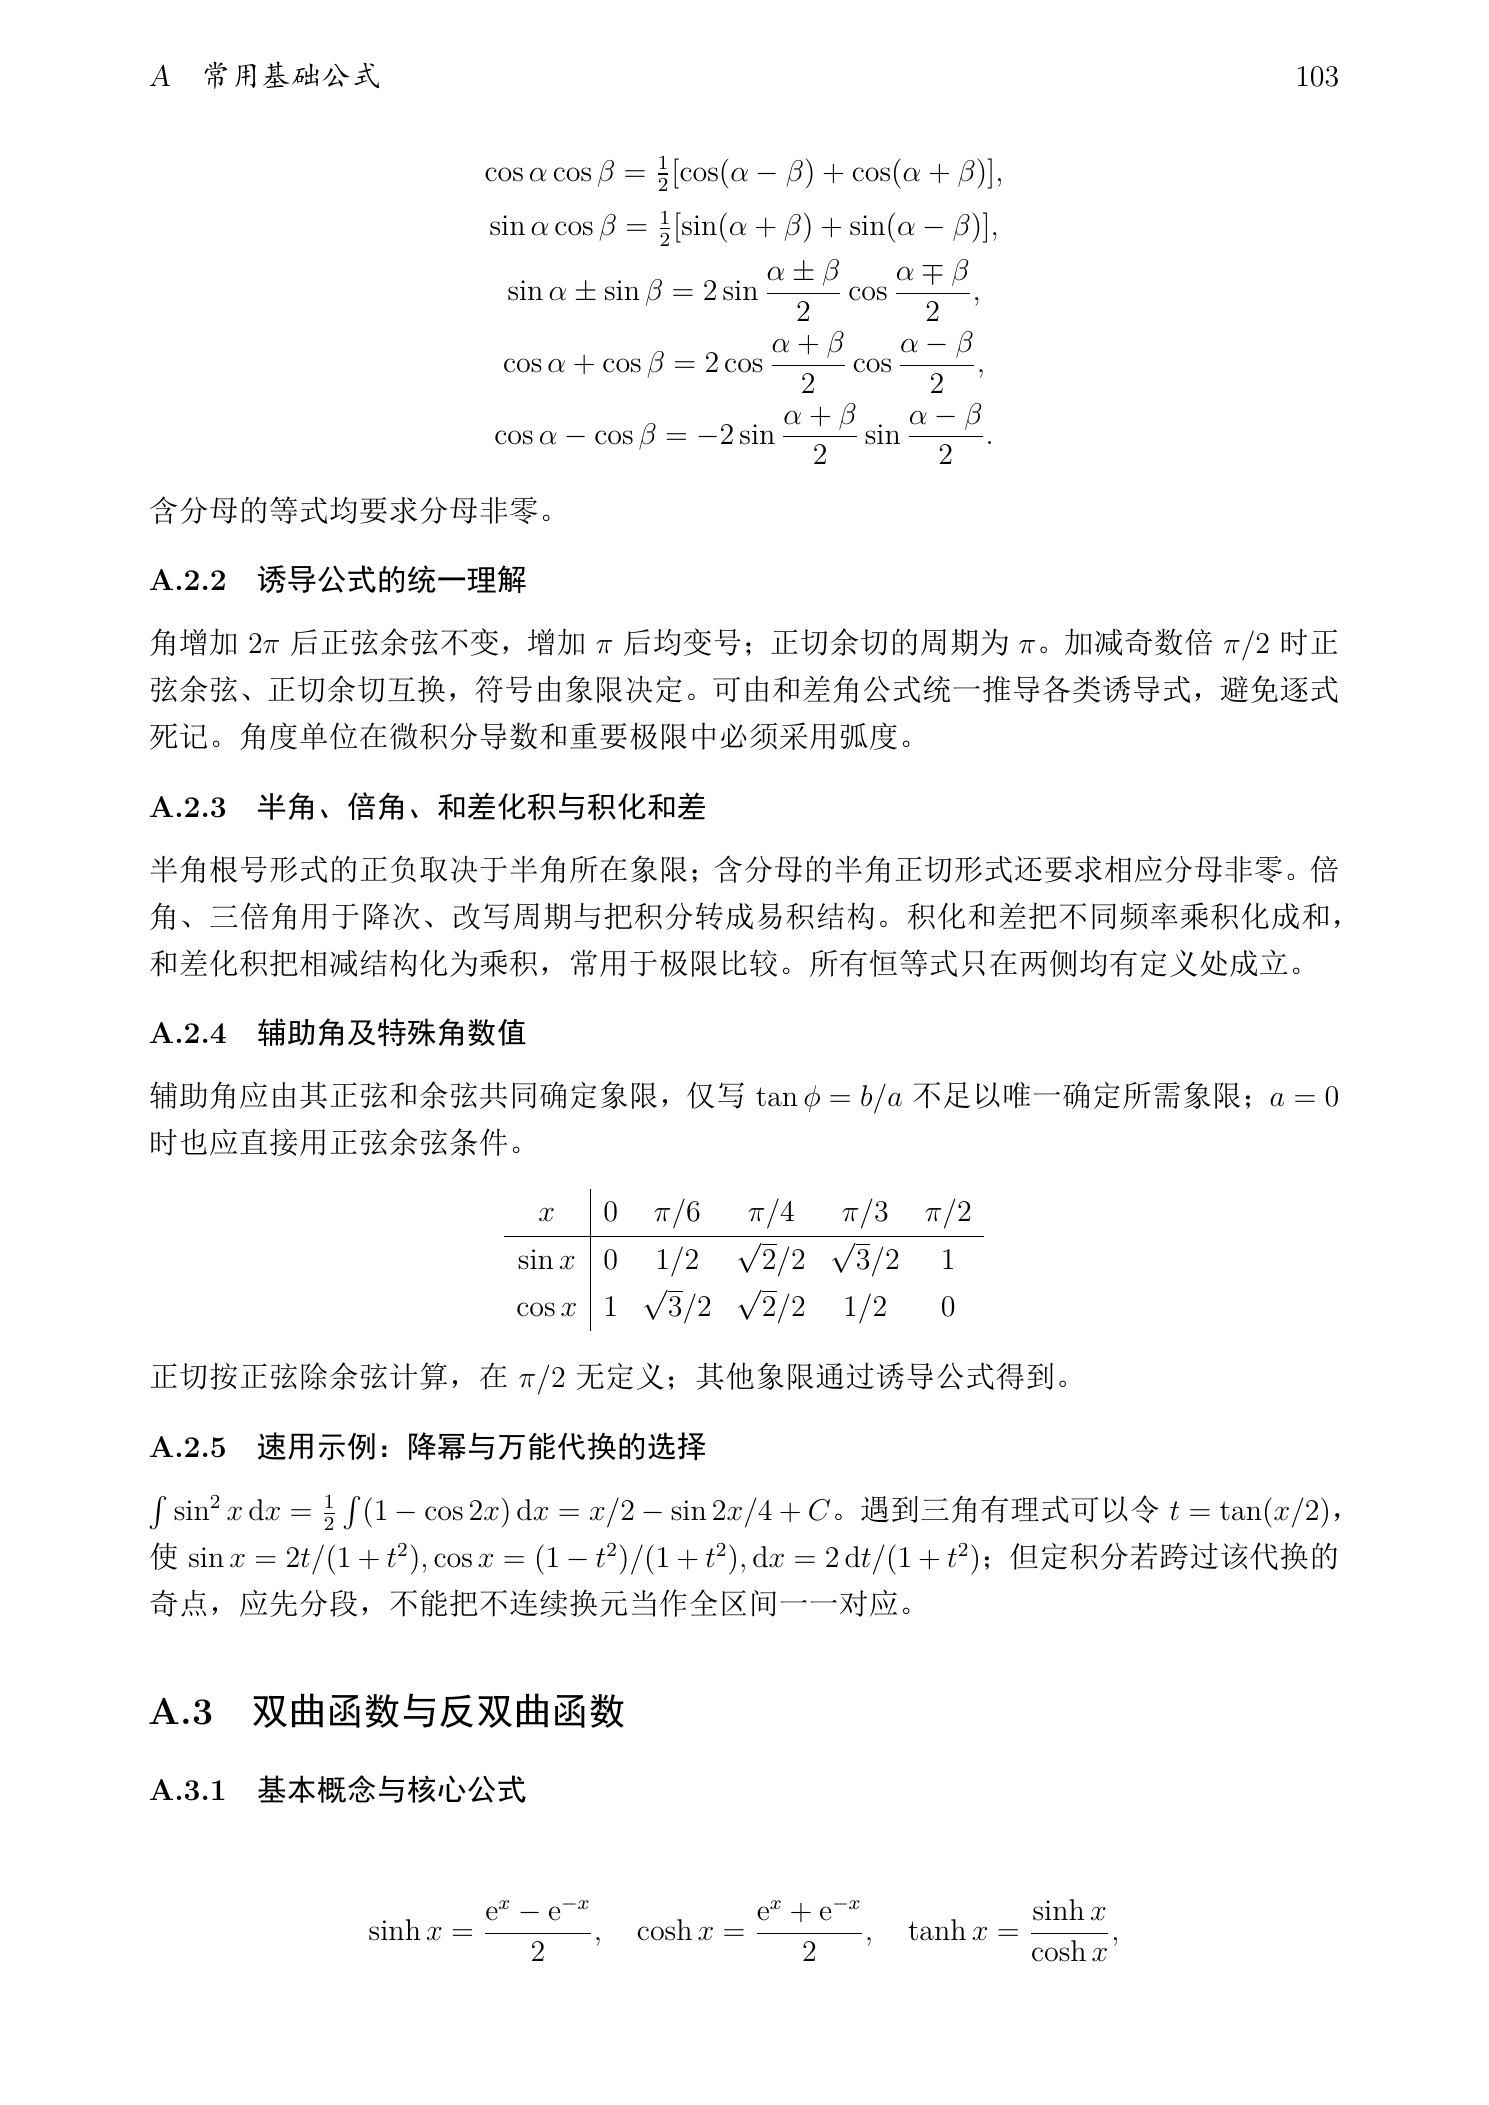 A 常用基础公式 103
cos α cos β = ½[cos(α − β) + cos(α + β)],
sin α cos β = ½[sin(α + β) + sin(α − β)],
sin α ± sin β = 2 sin (α ± β)/2 cos (α ∓ β)/2,
cos α + cos β = 2 cos (α + β)/2 cos (α − β)/2,
cos α − cos β = −2 sin (α + β)/2 sin (α − β)/2.
含分母的等式均要求分母非零。
A.2.2 诱导公式的统一理解
角增加 2π 后正弦余弦不变，增加 π 后均变号；正切余切的周期为 π。加减奇数倍 π/2 时正
弦余弦、正切余切互换，符号由象限决定。可由和差角公式统一推导各类诱导式，避免逐式
死记。角度单位在微积分导数和重要极限中必须采用弧度。
A.2.3 半角、倍角、和差化积与积化和差
半角根号形式的正负取决于半角所在象限；含分母的半角正切形式还要求相应分母非零。倍
角、三倍角用于降次、改写周期与把积分转成易积结构。积化和差把不同频率乘积化成和，
和差化积把相减结构化为乘积，常用于极限比较。所有恒等式只在两侧均有定义处成立。
A.2.4 辅助角及特殊角数值
辅助角应由其正弦和余弦共同确定象限，仅写 tan ϕ = b/a 不足以唯一确定所需象限；a = 0
时也应直接用正弦余弦条件。
x 0 π/6 π/4 π/3 π/2
sin x 0 1/2 √2/2 √3/2 1
cos x 1 √3/2 √2/2 1/2 0
正切按正弦除余弦计算，在 π/2 无定义；其他象限通过诱导公式得到。
A.2.5 速用示例：降幂与万能代换的选择
∫ sin² x dx = ½ ∫(1 − cos 2x) dx = x/2 − sin 2x/4 + C。遇到三角有理式可以令 t = tan(x/2)，
使 sin x = 2t/(1 + t²), cos x = (1 − t²)/(1 + t²), dx = 2 dt/(1 + t²)；但定积分若跨过该代换的
奇点，应先分段，不能把不连续换元当作全区间一一对应。
A.3 双曲函数与反双曲函数
A.3.1 基本概念与核心公式
sinh x = (eˣ − e⁻ˣ)/2, cosh x = (eˣ + e⁻ˣ)/2, tanh x = sinh x/cosh x,